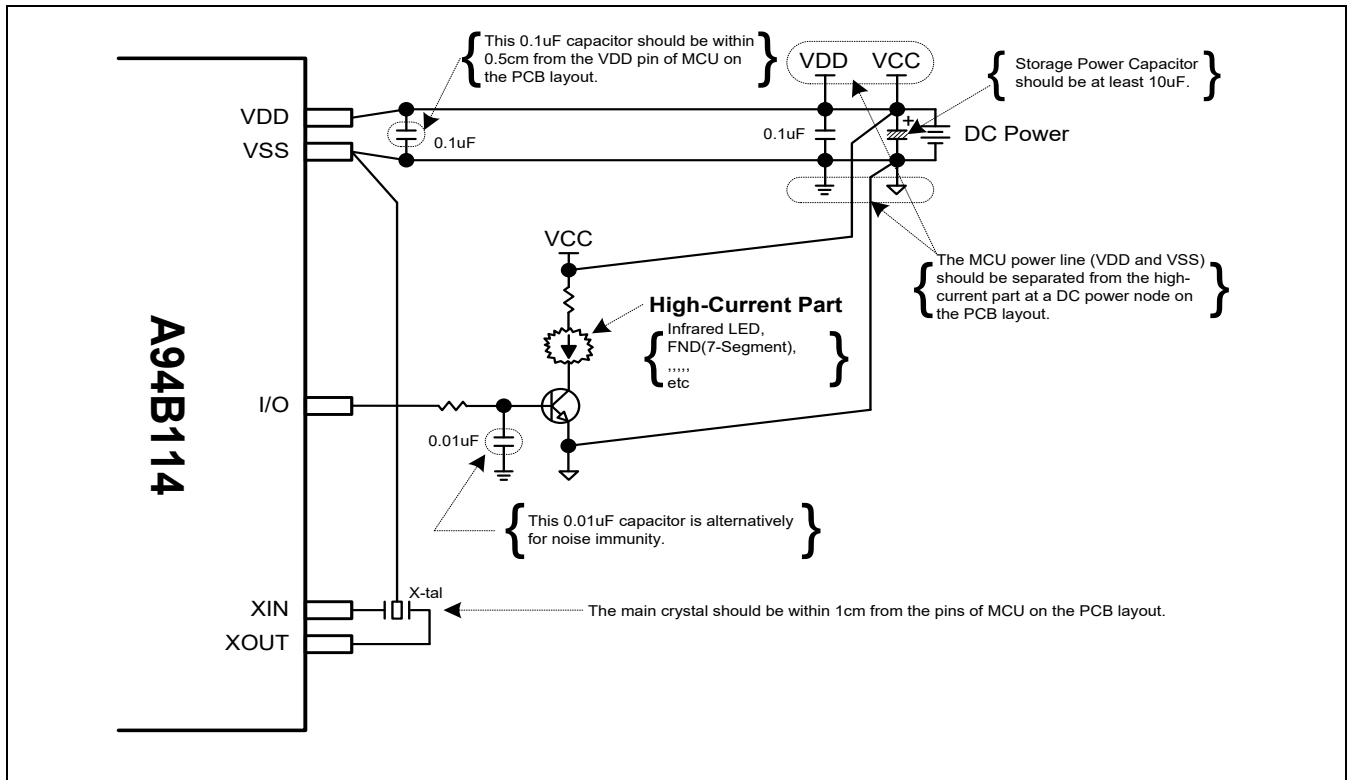 This 0.1uF capacitor should be within
0.5cm from the VDD pin of MCU on
the PCB layout.
VDD VCC
Storage Power Capacitor
should be at least 10uF.
VDD
0.1uF
0.1uF
+
DC Power
VSS
VCC
The MCU power line (VDD and VSS)
should be separated from the high-
current part at a DC power node on
the PCB layout.
High-Current Part
Infrared LED,
FND(7-Segment),
,,,,,
etc
A94B114
I/O
0.01uF
This 0.01uF capacitor is alternatively
for noise immunity.
X-tal
XIN
The main crystal should be within 1cm from the pins of MCU on the PCB layout.
XOUT